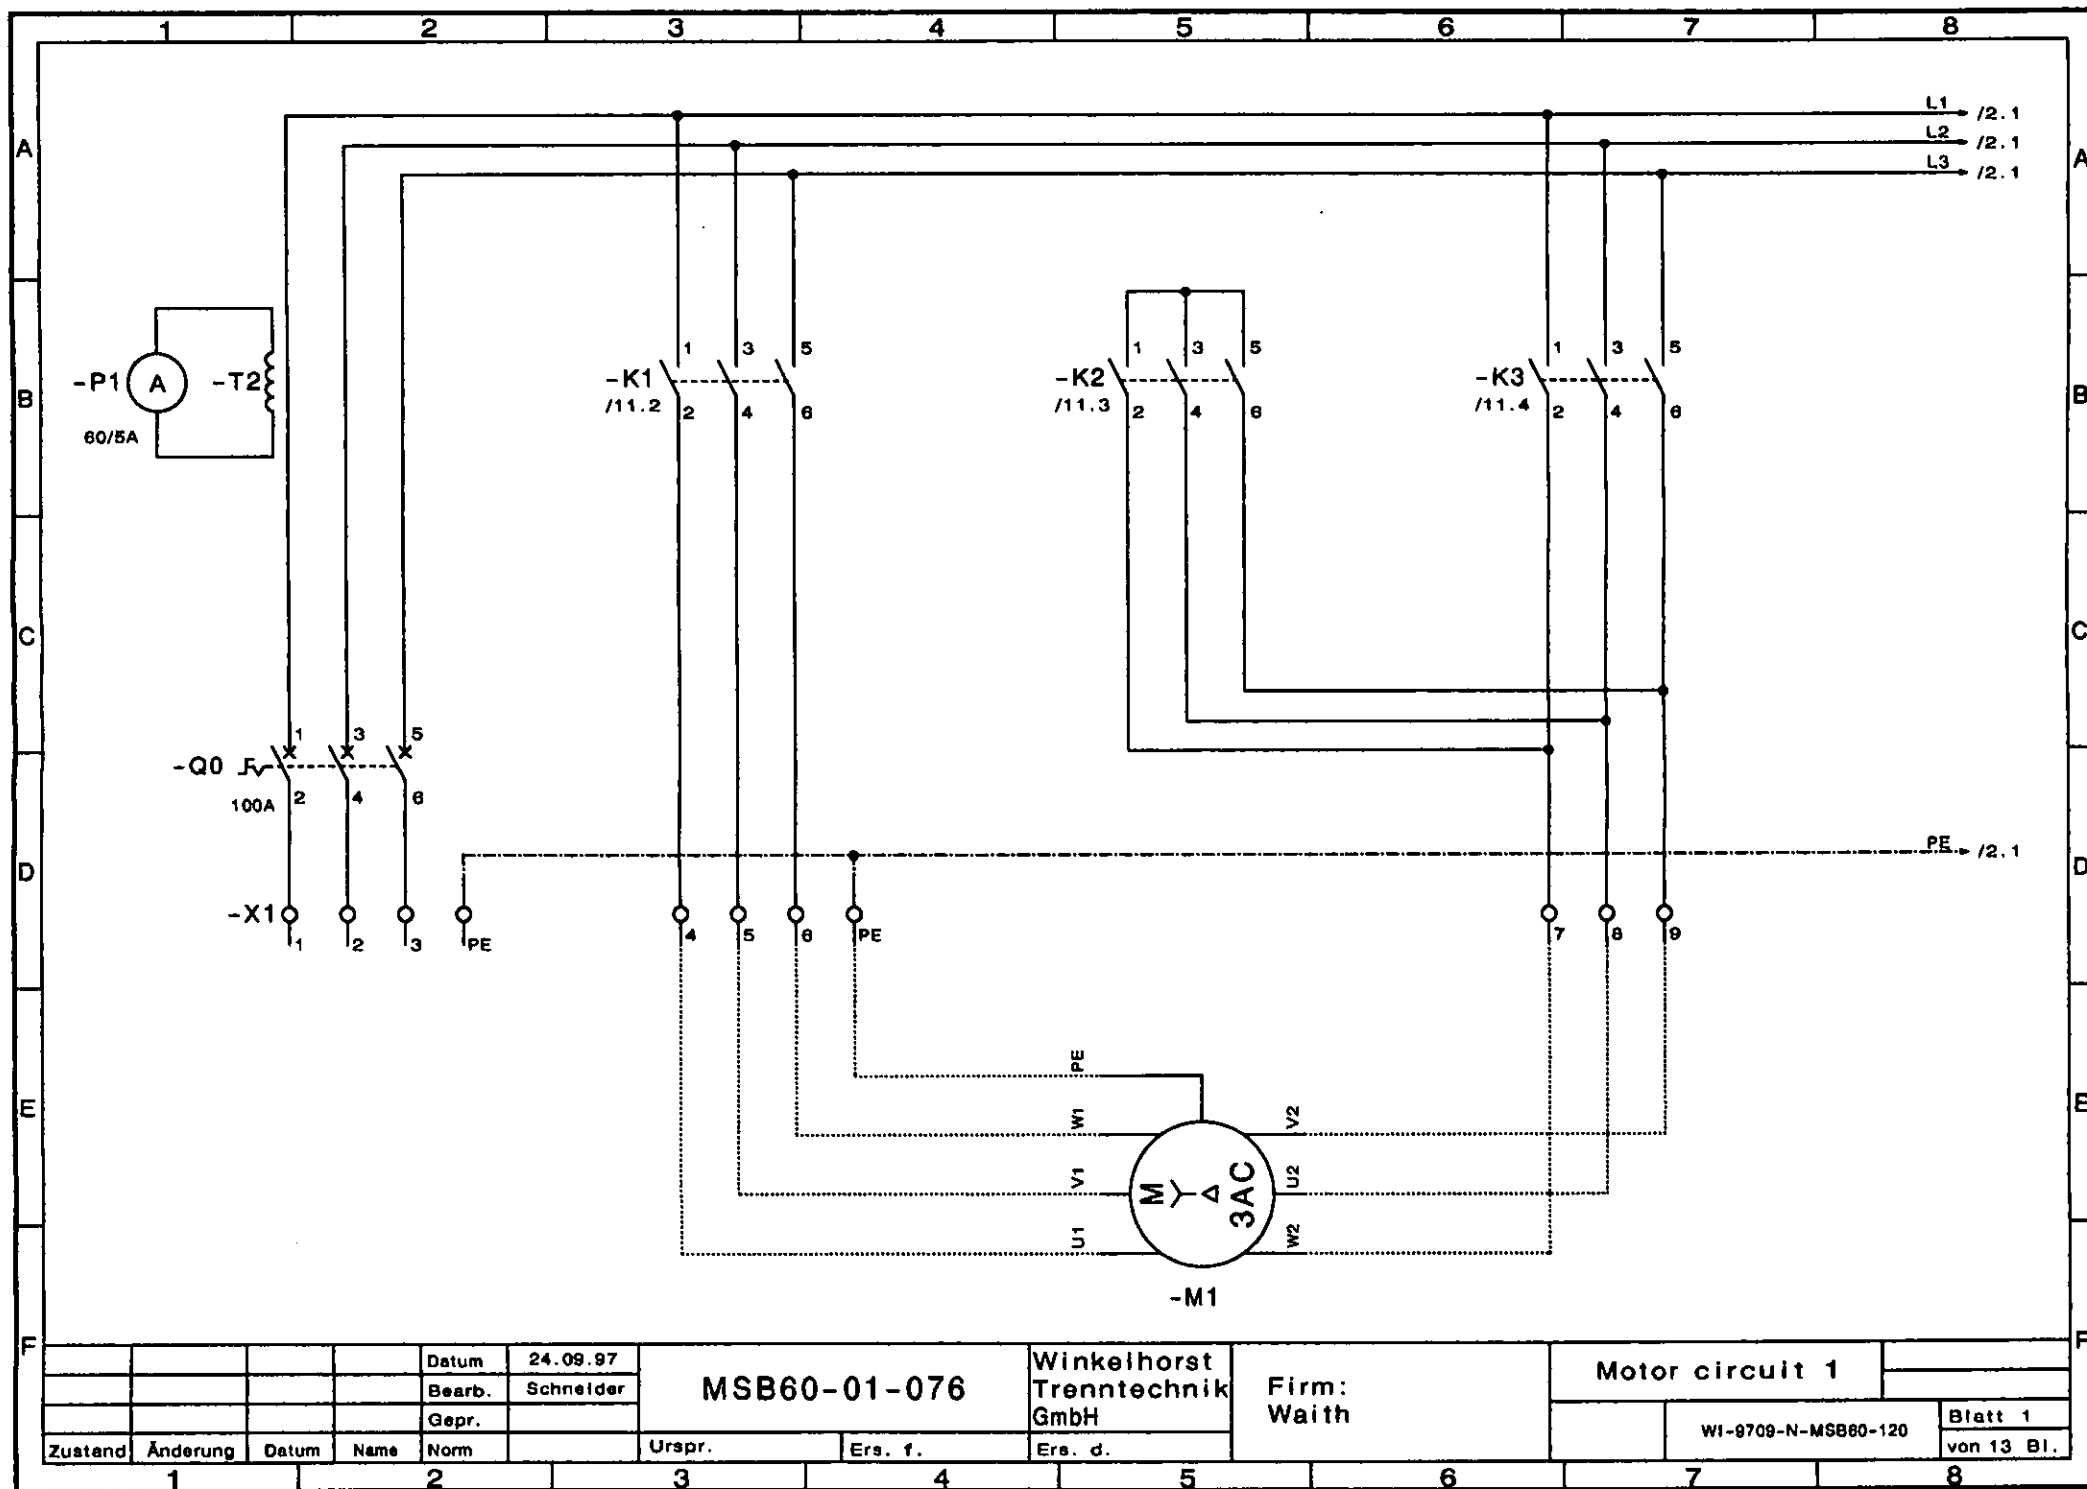 1 2 3 4 5 6 7 8
A
L1 /2.1
L2 /2.1
L3 /2.1
A
-P1 A -T2
60/5A
-K1 1 3 5
/11.2 2 4 6
-K2 1 3 5
/11.3 2 4 6
-K3 1 3 5
/11.4 2 4 6
B B
C C
-Q0 1 3 5
100A 2 4 6
D PE /2.1 D
-X1
1 2 3 PE 4 5 6 PE 7 8 9
PE
E E
W1 V2
V1 M 3AC U2
U1 W2
-M1
F F
Datum 24.09.97
Bearb. Schneider
Gepr.
Zustand Änderung Datum Name Norm
MSB60-01-076
Urspr. Ers. f. Ers. d.
Winkelhorst
Trenntechnik
GmbH
Firm:
Waith
Motor circuit 1
WI-9709-N-MSB60-120
Blatt 1
von 13 Bl.
1 2 3 4 5 6 7 8